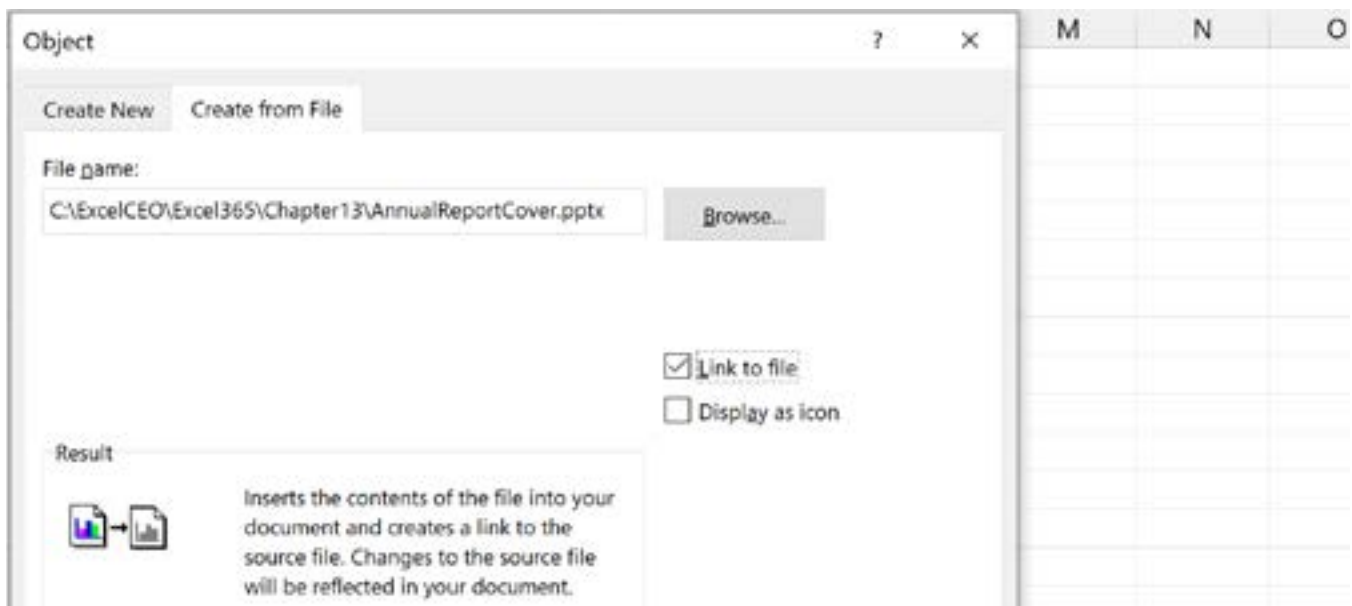 Object ? ×
M N O
Create New Create from File
File name:
C:\ExcelCEO\Excel365\Chapter13\AnnualReportCover.pptx
Browse...
Link to file
Display as icon
Result
Inserts the contents of the file into your
document and creates a link to the
source file. Changes to the source file
will be reflected in your document.